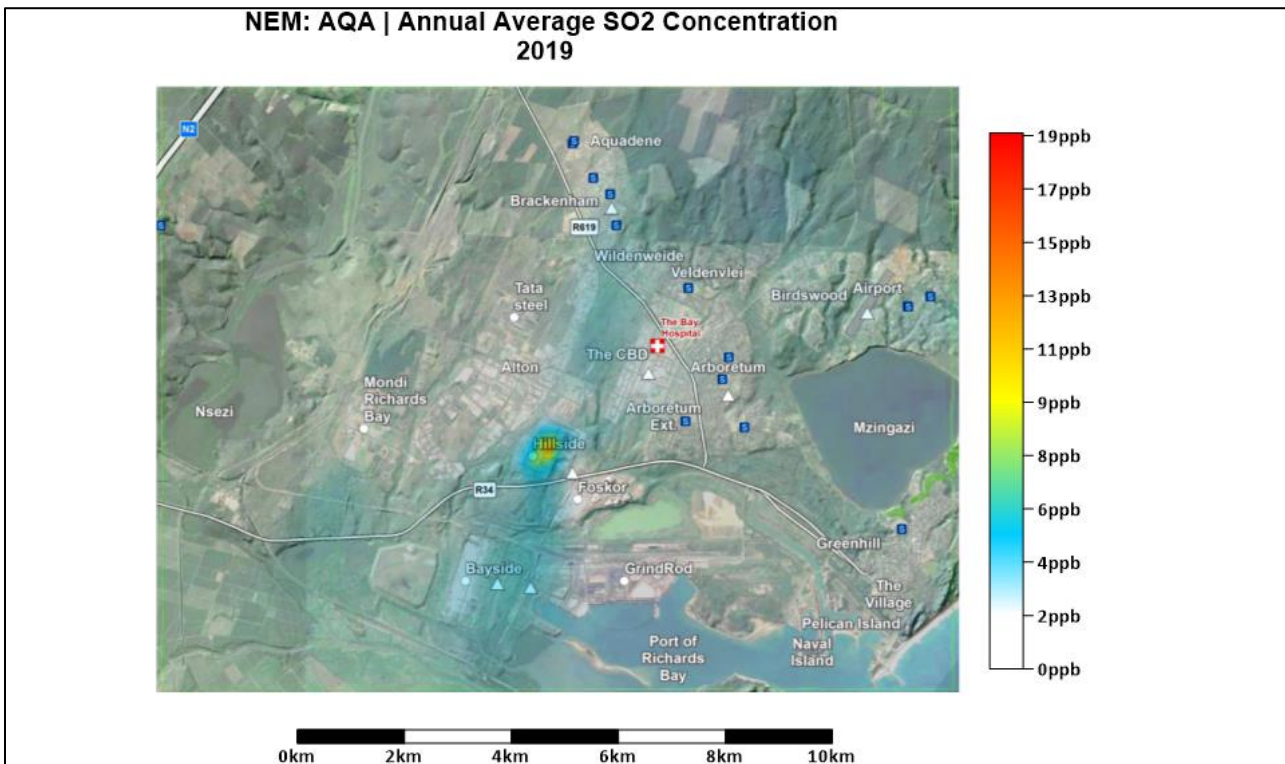 NEM: AQA | Annual Average SO2 Concentration
2019
N2
S
Aquadene
S
S
Brackenham
S
S
R619
Wildenweide
Veldenvlei
S
Birdswood
Airport
S
S
Tata
steel
The Bay
Hospital
The CBD
S
Arboretum
S
Alton
Mondi
Richards
Bay
Nsezi
Arboretum
Ext.
S
S
Mzingazi
Hillside
R34
Foskor
S
Greenhill
Bayside
GrindRod
The
Village
Pelican Island
Naval
Island
Port of
Richards
Bay
19ppb
17ppb
15ppb
13ppb
11ppb
9ppb
8ppb
6ppb
4ppb
2ppb
0ppb
0km
2km
4km
6km
8km
10km